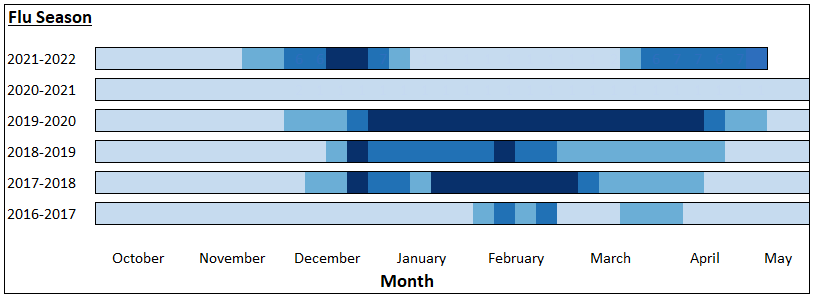 Flu Season
2021-2022
2020-2021
2019-2020
2018-2019
2017-2018
2016-2017
October November December January February March April May
Month